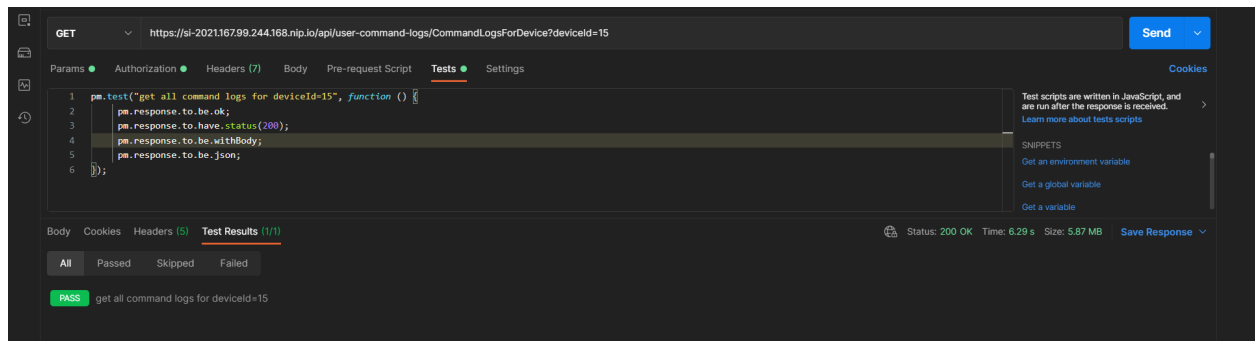 GET https://si-2021.167.99.244.168.nip.io/api/user-command-logs/CommandLogsForDevice?deviceId=15 Send
Params Authorization Headers (7) Body Pre-request Script Tests Settings Cookies
1 pm.test("get all command logs for deviceId=15", function () {
2 pm.response.to.be.ok;
3 pm.response.to.have.status(200);
4 pm.response.to.be.withBody;
5 pm.response.to.be.json;
6 });
Test scripts are written in JavaScript, and
are run after the response is received.
Learn more about tests scripts
SNIPPETS
Get an environment variable
Get a global variable
Get a variable
Body Cookies Headers (5) Test Results (1/1) Status: 200 OK Time: 6.29 s Size: 5.87 MB Save Response
All Passed Skipped Failed
PASS get all command logs for deviceId=15